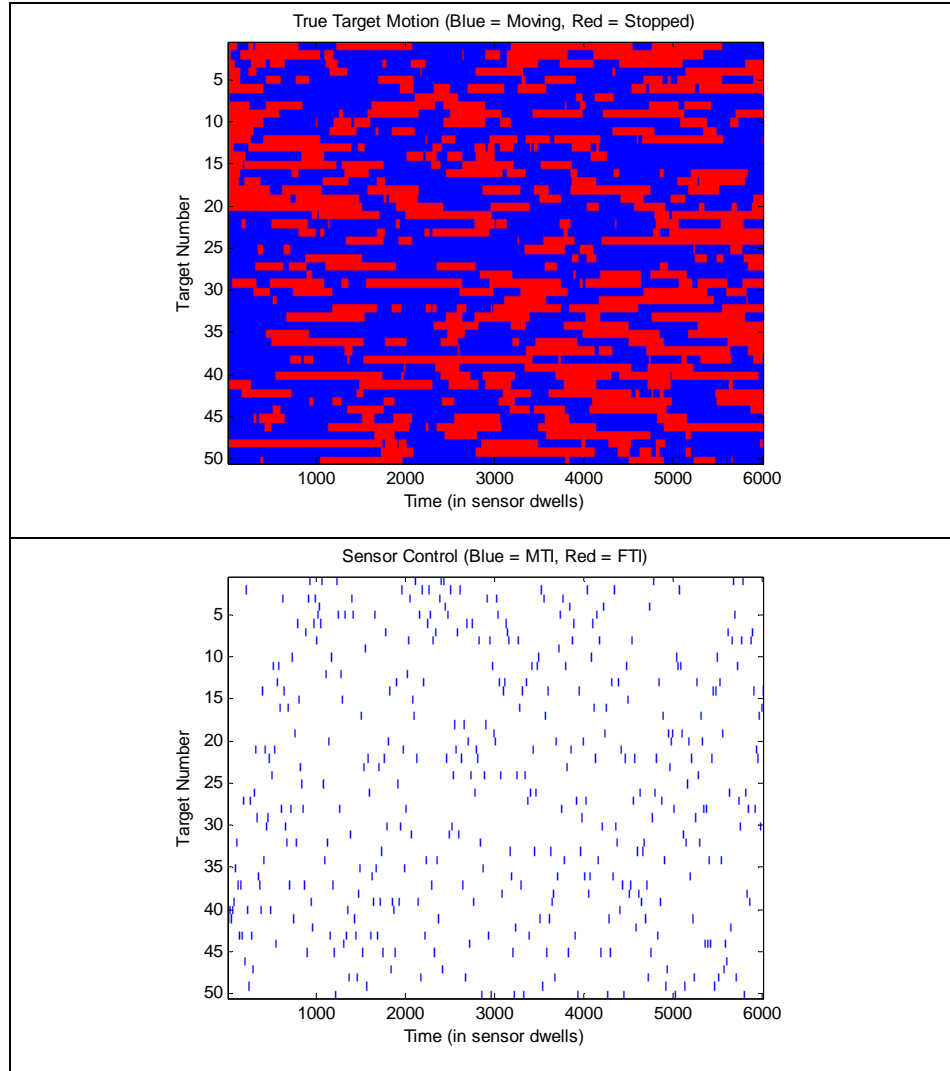 True Target Motion (Blue = Moving, Red = Stopped)
5
10
15
20
25
30
35
40
45
50
Target Number
1000 2000 3000 4000 5000 6000
Time (in sensor dwells)
Sensor Control (Blue = MTI, Red = FTI)
5
10
15
20
25
30
35
40
45
50
Target Number
1000 2000 3000 4000 5000 6000
Time (in sensor dwells)